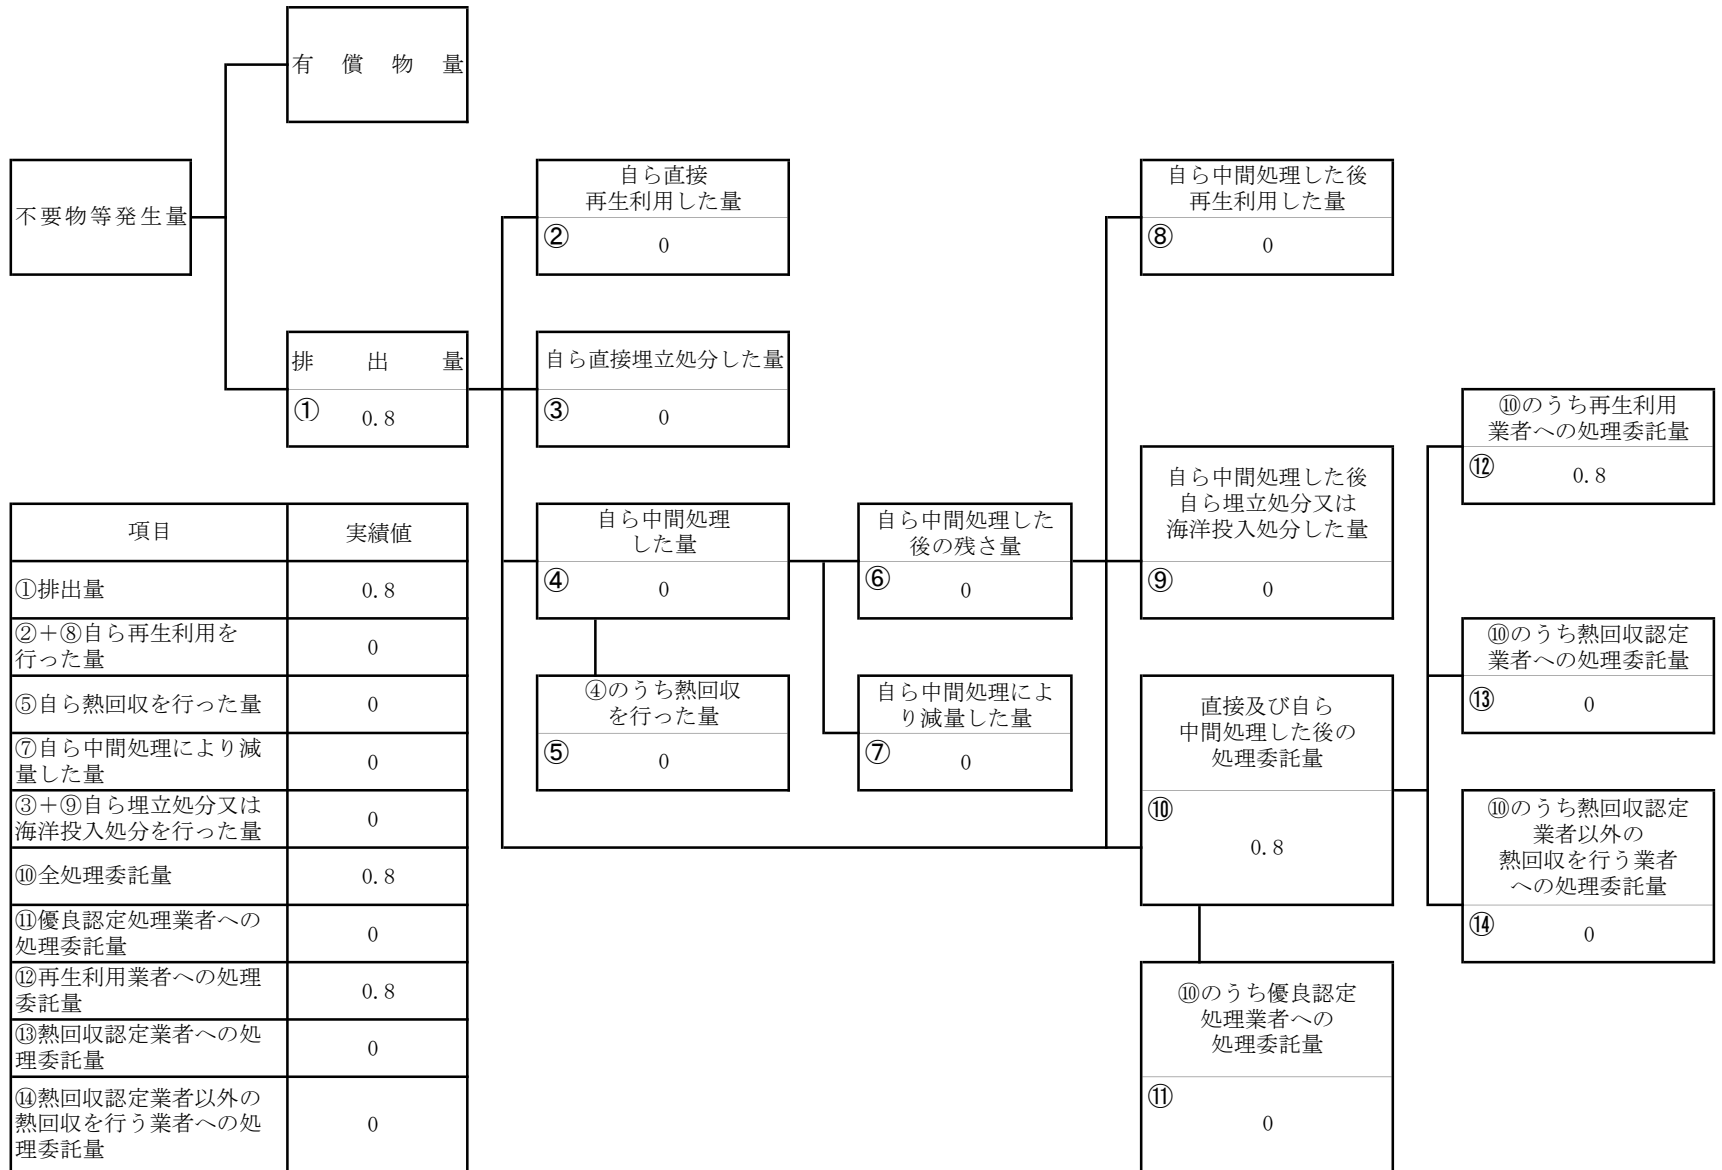 有償物量
不要物等発生量
自ら直接
再生利用した量
②
0
自ら中間処理した後
再生利用した量
⑧
0
排出量
①
0.8
自ら直接埋立処分した量
③
0
⑩のうち再生利用
業者への処理委託量
⑫
0.8
自ら中間処理
した量
④
0
自ら中間処理した
後の残さ量
⑥
0
自ら中間処理した後
自ら埋立処分又は
海洋投入処分した量
⑨
0
⑩のうち熱回収認定
業者への処理委託量
⑬
0
④のうち熱回収
を行った量
⑤
0
自ら中間処理によ
り減量した量
⑦
0
直接及び自ら
中間処理した後の
処理委託量
⑩
0.8
⑩のうち熱回収認定
業者以外の
熱回収を行う業者
への処理委託量
⑭
0
⑩のうち優良認定
処理業者への
処理委託量
⑪
0
項目
実績値
①排出量
0.8
②＋⑧自ら再生利用を
行った量
0
⑤自ら熱回収を行った量
0
⑦自ら中間処理により減
量した量
0
③＋⑨自ら埋立処分又は
海洋投入処分を行った量
0
⑩全処理委託量
0.8
⑪優良認定処理業者への
処理委託量
0
⑫再生利用業者への処理
委託量
0.8
⑬熱回収認定業者への処
理委託量
0
⑭熱回収認定業者以外の
熱回収を行う業者への処
理委託量
0